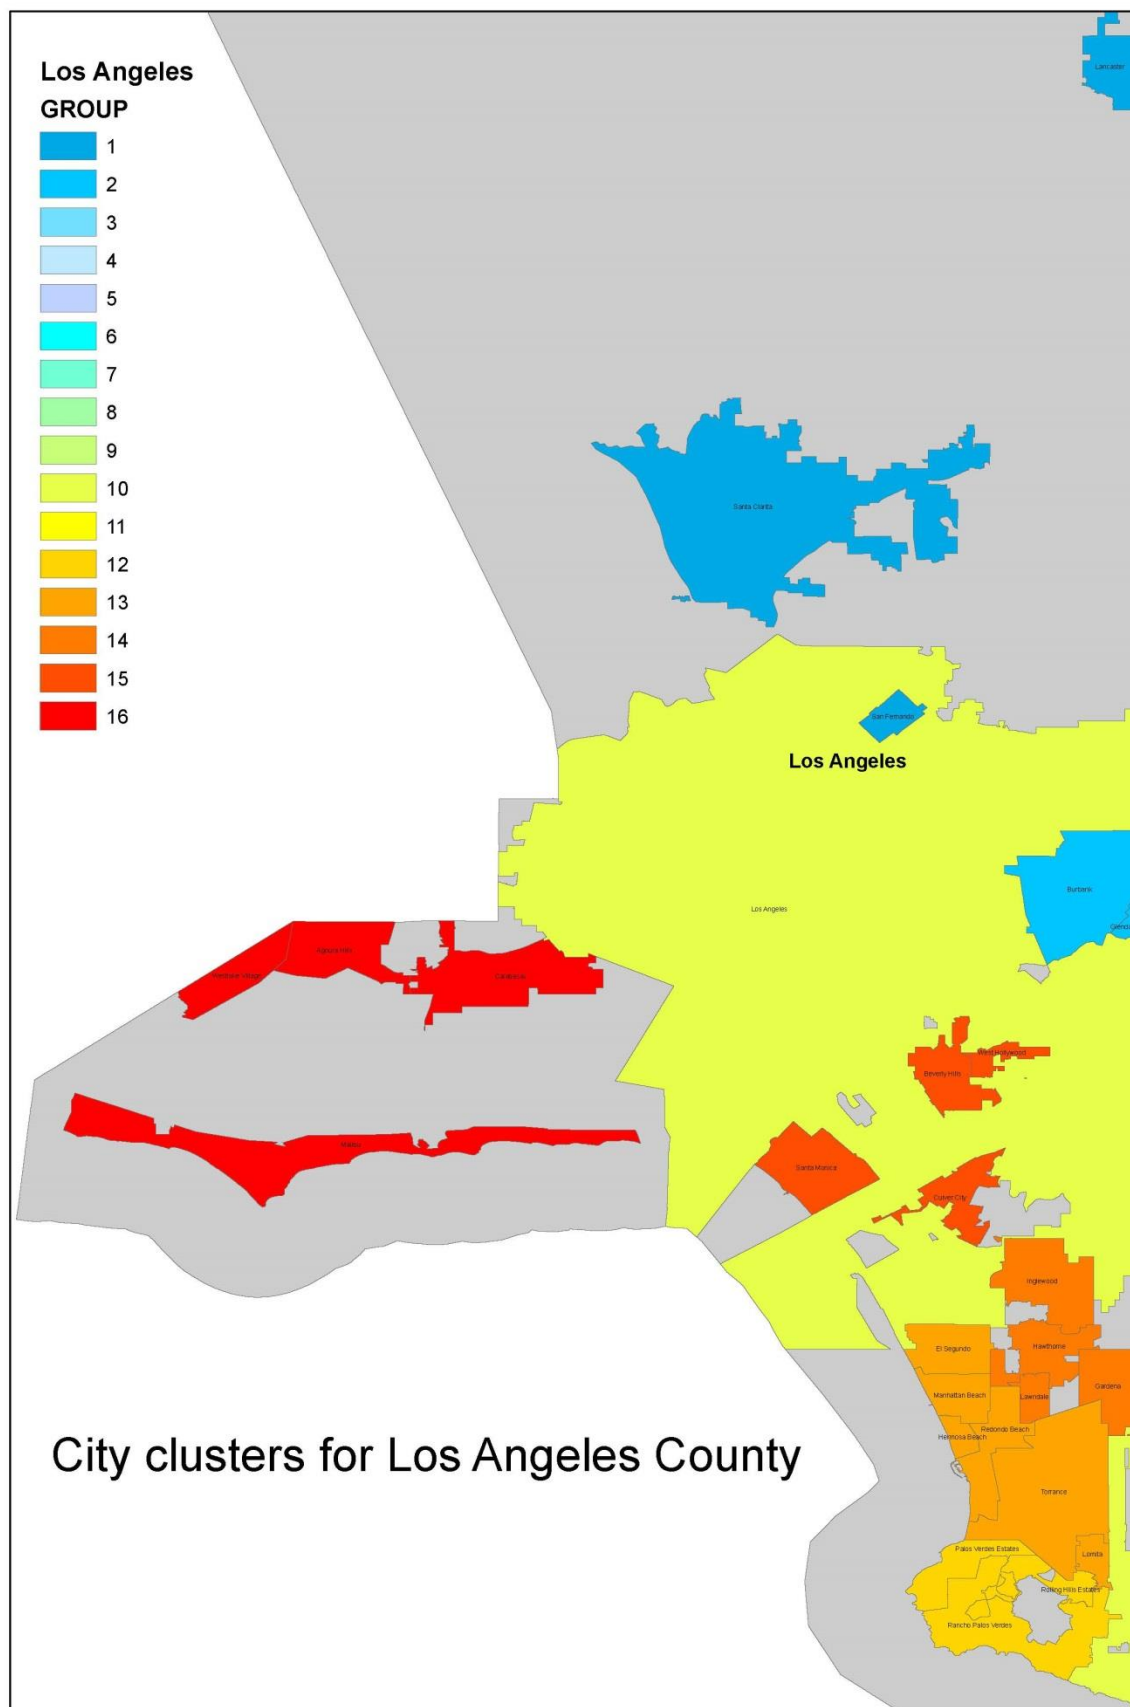 Los Angeles
GROUP
1
2
3
4
5
6
7
8
9
10
11
12
13
14
15
16
Lancaster
Santa Clarita
San Fernando
Los Angeles
Burbank
Los Angeles
Glenda
Agoura Hills
Westlake Village
Calabasas
West Hollywood
Beverly Hills
Malibu
Santa Monica
Culver City
Inglewood
El Segundo
Hawthorne
Gardena
Manhattan Beach
Lawndale
Redondo Beach
Hermosa Beach
City clusters for Los Angeles County
Torrance
Palos Verdes Estates
Lomita
Rolling Hills Estates
Rancho Palos Verdes